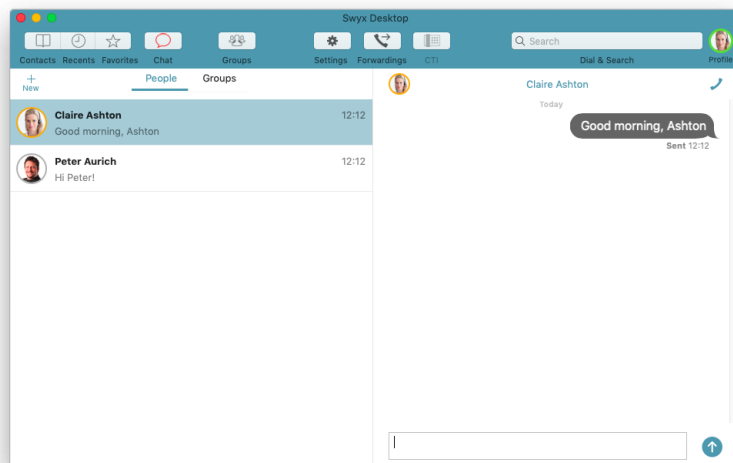 Swyx Desktop
Contacts Recents Favorites Chat Groups Settings Forwardings CTI Search Dial & Search Profile
New
People Groups
Claire Ashton 12:12
Good morning, Ashton
Peter Aurich 12:12
Hi Peter!
Claire Ashton
Today
Good morning, Ashton
Sent 12:12